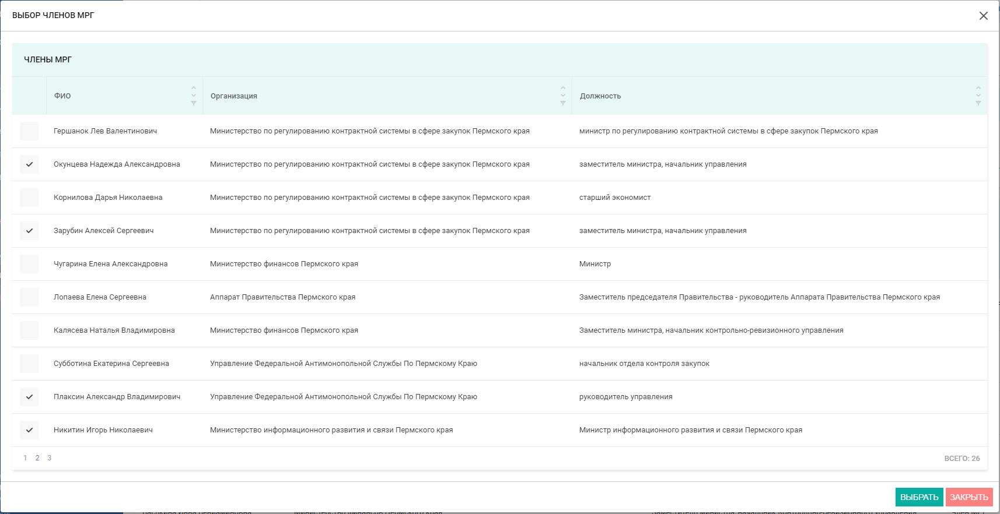 ВЫБОР ЧЛЕНОВ МРГ
ЧЛЕНЫ МРГ
ФИО Организация Должность
Гершанок Лев Валентинович Министерство по регулированию контрактной системы в сфере закупок Пермского края министр по регулированию контрактной системы в сфере закупок Пермского края
Окунцева Надежда Александровна Министерство по регулированию контрактной системы в сфере закупок Пермского края заместитель министра, начальник управления
Корнилова Дарья Николаевна Министерство по регулированию контрактной системы в сфере закупок Пермского края старший экономист
Зарубин Алексей Сергеевич Министерство по регулированию контрактной системы в сфере закупок Пермского края заместитель министра, начальник управления
Чугарина Елена Александровна Министерство финансов Пермского края Министр
Лопаева Елена Сергеевна Аппарат Правительства Пермского края Заместитель председателя Правительства - руководитель Аппарата Правительства Пермского края
Калясева Наталья Владимировна Министерство финансов Пермского края Заместитель министра, начальник контрольно-ревизионного управления
Субботина Екатерина Сергеевна Управление Федеральной Антимонопольной Службы По Пермскому Краю начальник отдела контроля закупок
Плаксин Александр Владимирович Управление Федеральной Антимонопольной Службы По Пермскому Краю руководитель управления
Никитин Игорь Николаевич Министерство информационного развития и связи Пермского края Министр информационного развития и связи Пермского края
1 2 3 ВСЕГО: 26
ВЫБРАТЬ ЗАКРЫТЬ